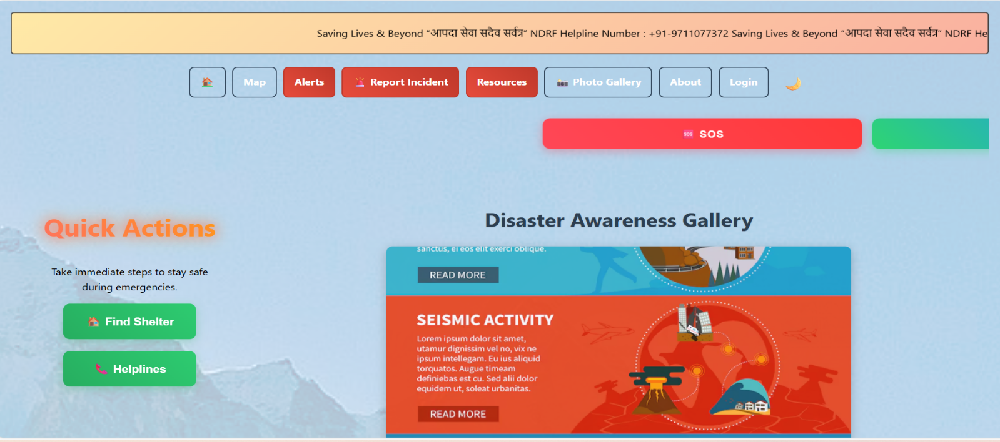 Saving Lives & Beyond “आपदा सेवा सदैव सर्वत्र” NDRF Helpline Number : +91-9711077372 Saving Lives & Beyond “आपदा सेवा सदैव सर्वत्र” NDRF He
Map Alerts Report Incident Resources Photo Gallery About Login
SOS SOS
Quick Actions
Take immediate steps to stay safe
during emergencies.
Find Shelter
Helplines
Disaster Awareness Gallery
sanctus, ei eos elit exerci oblique.
READ MORE
SEISMIC ACTIVITY
Lorem ipsum dolor sit amet,
utamur dignissim vel no, vix ne
ipsum intellegam. Eu ius aliquid
torquatos. Augue timeam
definiebas est cu. Sed alii dolor
equidem ut, soleat urbanitas.
READ MORE